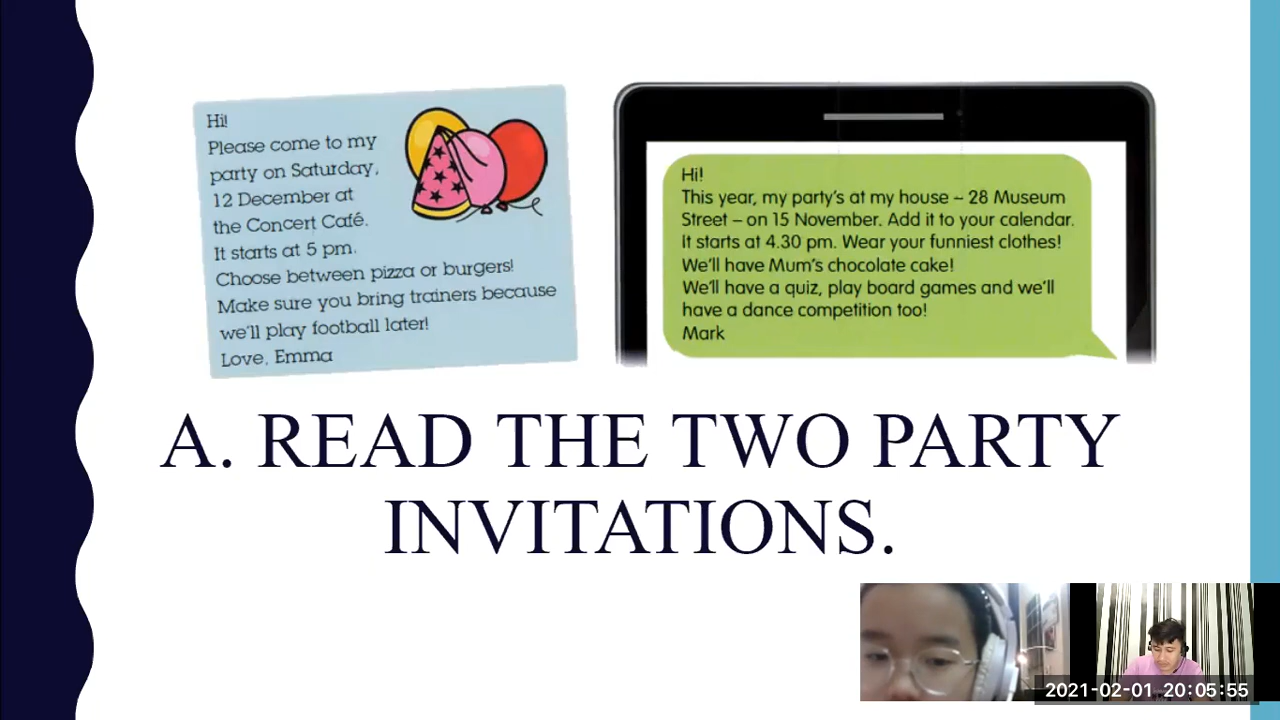 Hi!
Please come to my
party on Saturday,
12 December at
the Concert Café.
It starts at 5 pm.
Choose between pizza or burgers!
Make sure you bring trainers because
we'll play football later!
Love, Emma
Hi!
This year, my party's at my house – 28 Museum
Street – on 15 November. Add it to your calendar.
It starts at 4.30 pm. Wear your funniest clothes!
We'll have Mum's chocolate cake!
We'll have a quiz, play board games and we'll
have a dance competition too!
Mark
A. READ THE TWO PARTY
INVITATIONS.
2021-02-01 20:05:55